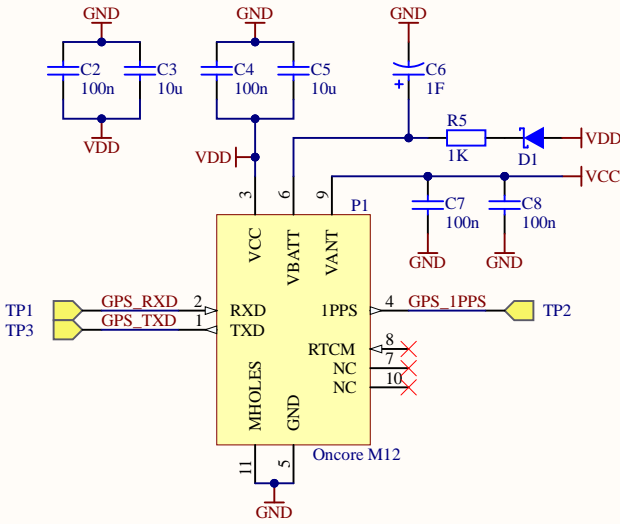 GND GND GND
C2 C3 C4 C5 C6
100n 10u 100n 10u 1F
R5
VDD VDD 1K D1 VDD
VCC
3 6 9 P1 C7 C8
100n 100n
VCC VBATT VANT
GND GND
TP1 GPS_RXD 2 RXD 1PPS 4 GPS_1PPS TP2
TP3 GPS_TXD 1 TXD
RTCM 8
NC 7
NC 10
MHOLES GND
11 5 Oncore M12
GND